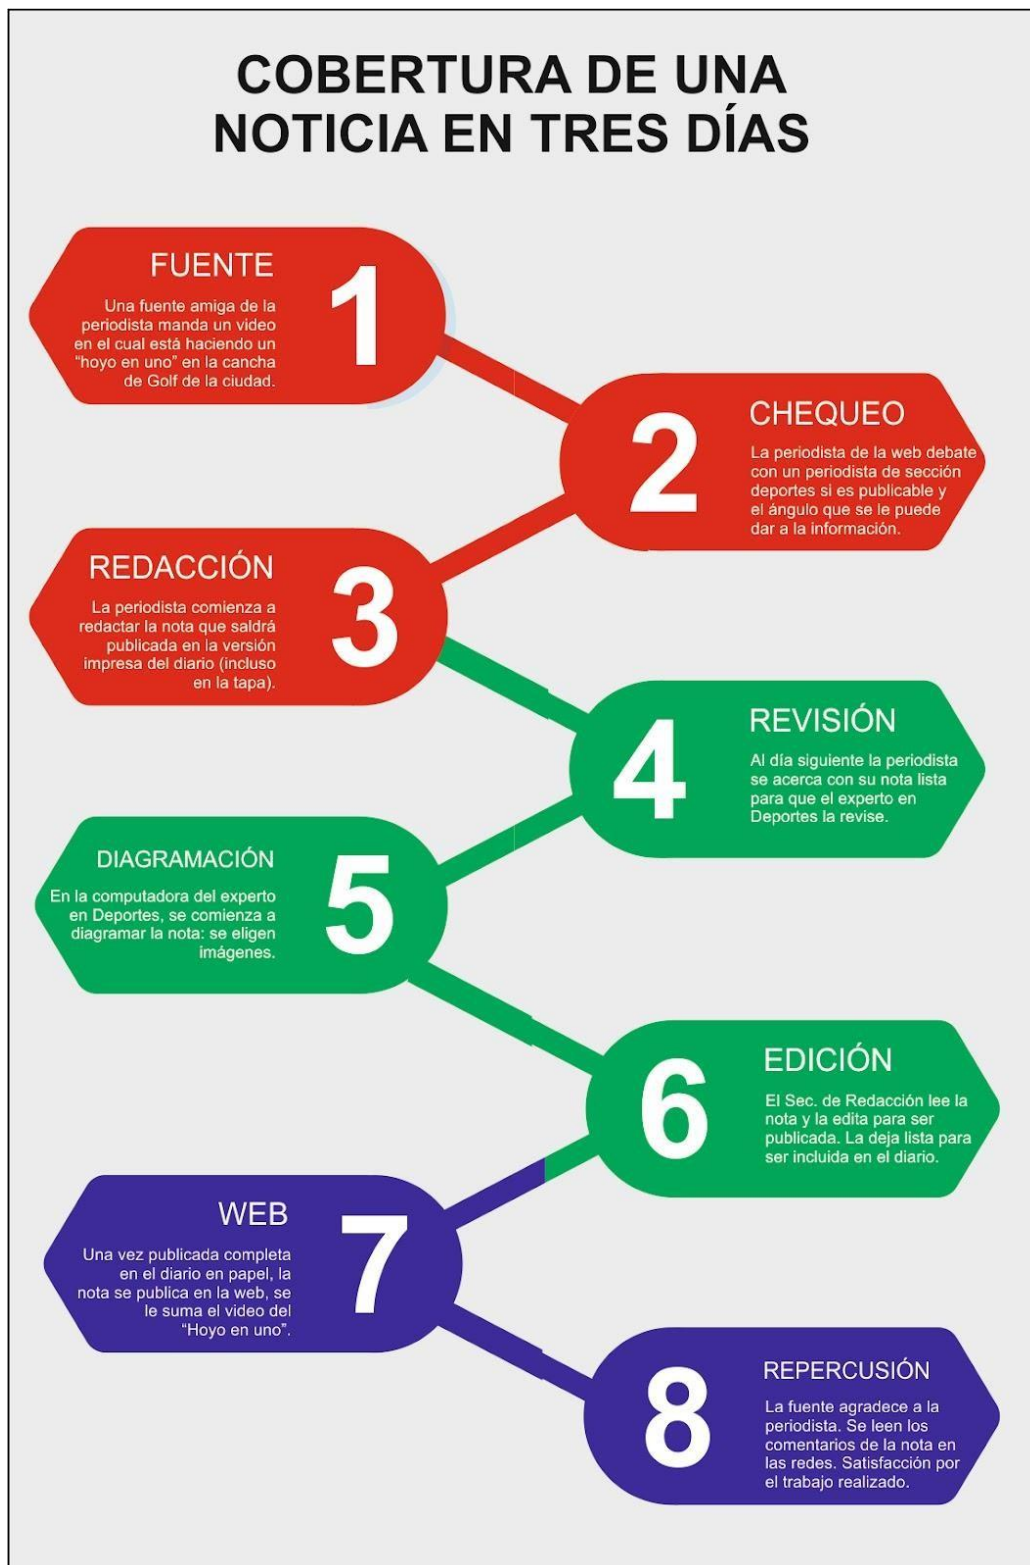 COBERTURA DE UNA
NOTICIA EN TRES DÍAS
FUENTE
1
Una fuente amiga de la
periodista manda un video
en el cual está haciendo un
“hoyo en uno” en la cancha
de Golf de la ciudad.
2
CHEQUEO
La periodista de la web debate
con un periodista de sección
deportes si es publicable y
el ángulo que se le puede
dar a la información.
REDACCIÓN
3
La periodista comienza a
redactar la nota que saldrá
publicada en la versión
impresa del diario (incluso
en la tapa).
4
REVISIÓN
Al día siguiente la periodista
se acerca con su nota lista
para que el experto en
Deportes la revise.
DIAGRAMACIÓN
5
En la computadora del experto
en Deportes, se comienza a
diagramar la nota: se eligen
imágenes.
6
EDICIÓN
El Sec. de Redacción lee la
nota y la edita para ser
publicada. La deja lista para
ser incluida en el diario.
WEB
7
Una vez publicada completa
en el diario en papel, la
nota se publica en la web, se
le suma el video del
“Hoyo en uno”.
8
REPERCUSIÓN
La fuente agradece a la
periodista. Se leen los
comentarios de la nota en
las redes. Satisfacción por
el trabajo realizado.